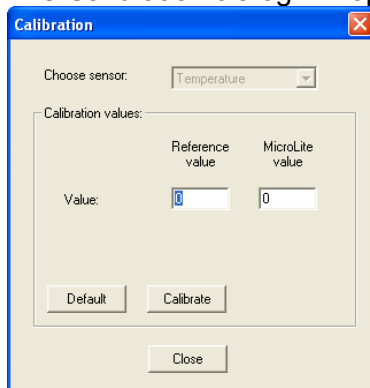 Calibration
Choose sensor: Temperature
Calibration values:
Reference value MicroLite value
Value: 0 0
Default Calibrate
Close